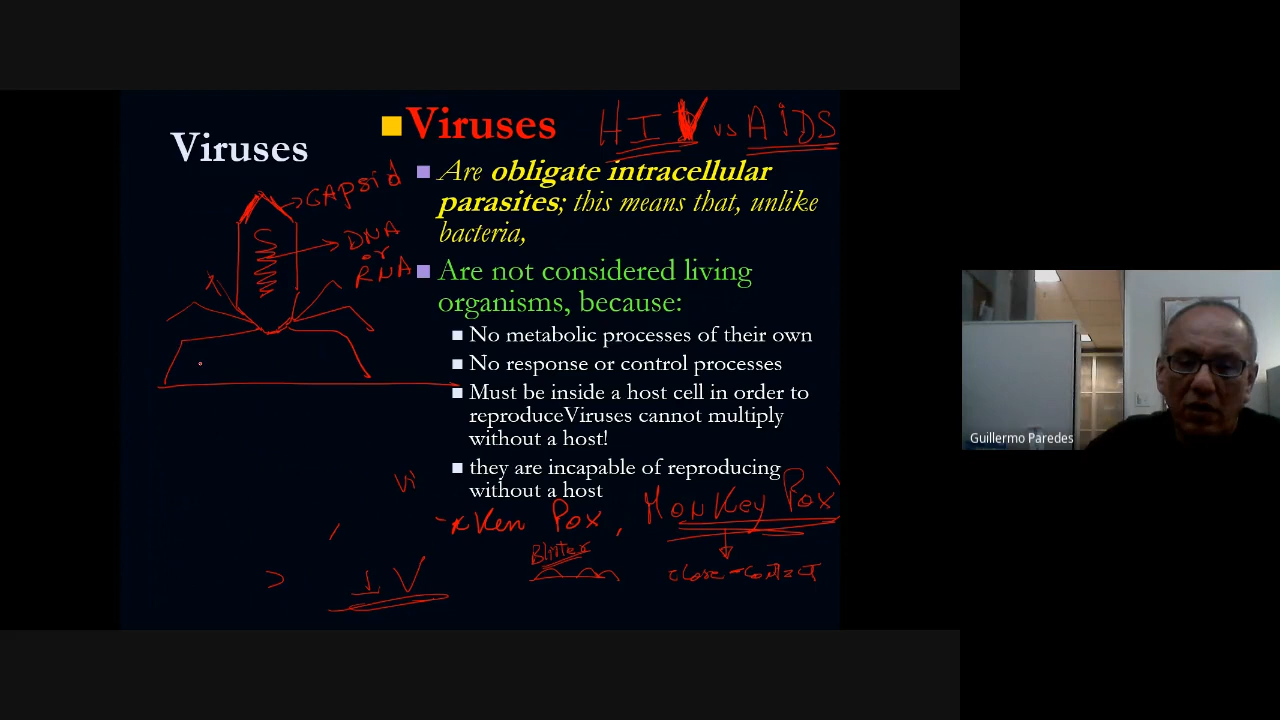 Viruses
Viruses
HIV vs AIDS
Are obligate intracellular
parasites; this means that, unlike
bacteria,
Are not considered living
organisms, because:
No metabolic processes of their own
No response or control processes
Must be inside a host cell in order to
reproduceViruses cannot multiply
without a host!
they are incapable of reproducing
without a host
CAPsid
DNA
or
RNA
Vi
Ken Pox, MonKey Pox
Blister
close-contact
IV
Guillermo Paredes